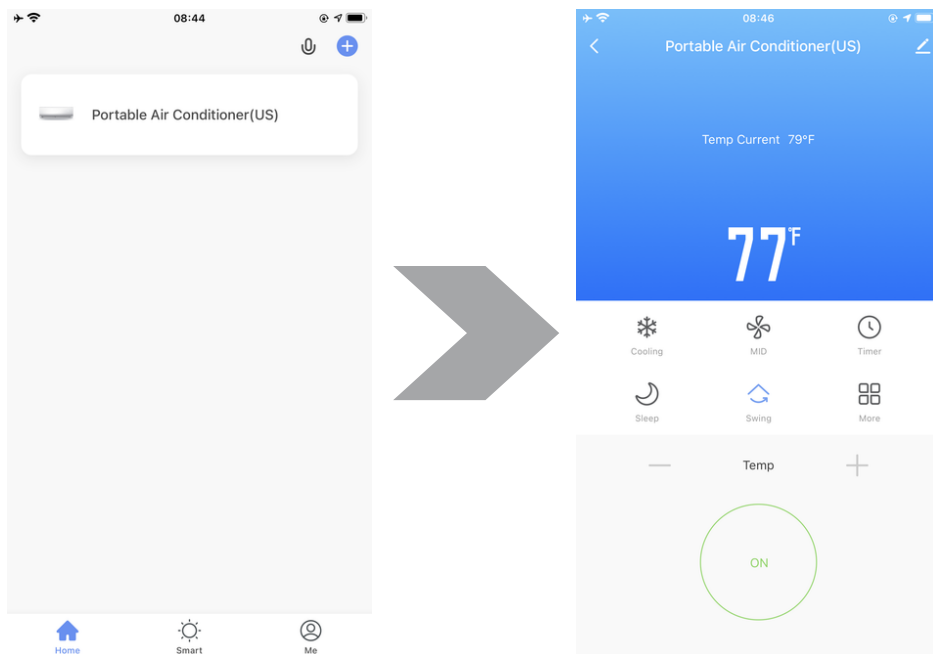 08:44
Portable Air Conditioner(US)
Home
Smart
Me
08:46
Portable Air Conditioner(US)
Temp Current 79°F
77°F
Cooling
MID
Timer
Sleep
Swing
More
Temp
ON